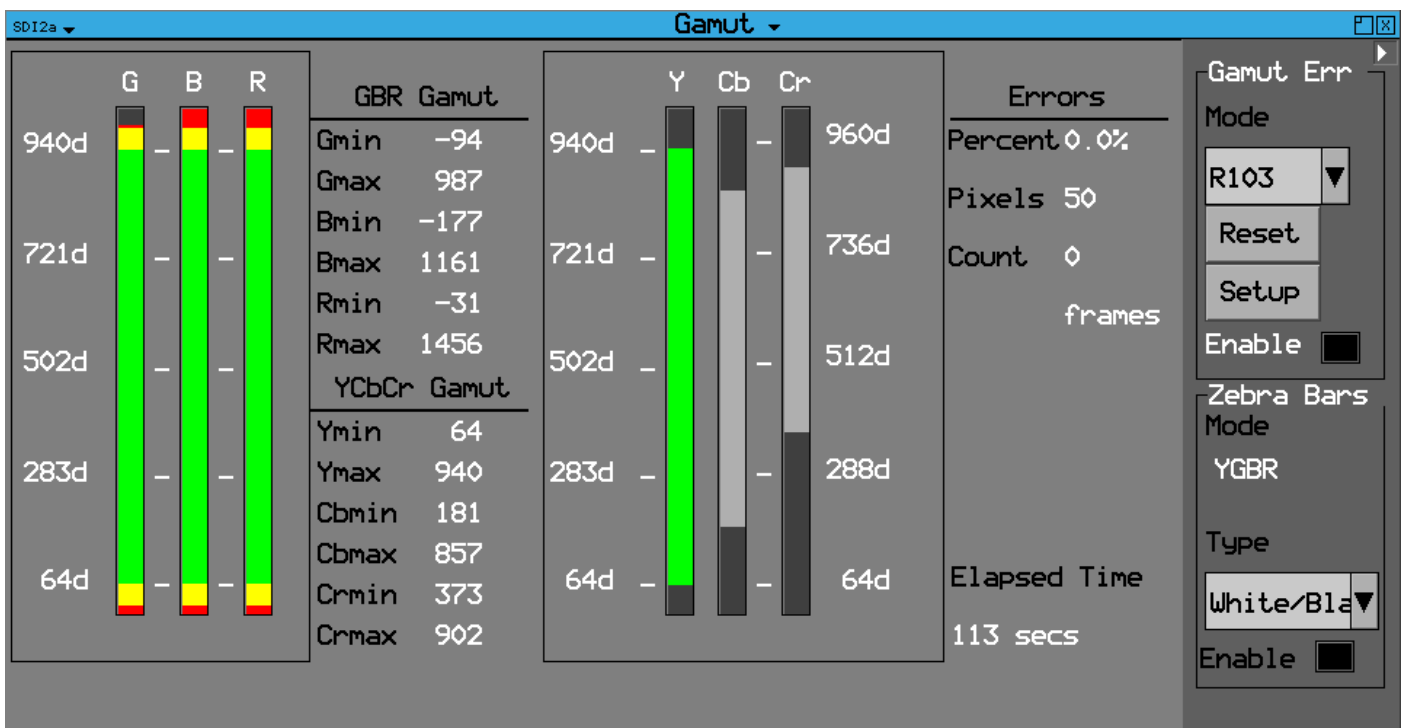 SDI2a
Gamut
G B R
940d
721d
502d
283d
64d
GBR Gamut
Gmin -94
Gmax 987
Bmin -177
Bmax 1161
Rmin -31
Rmax 1456
YCbCr Gamut
Ymin 64
Ymax 940
Cbmin 181
Cbmax 857
Crmin 373
Crmax 902
Y Cb Cr
940d 960d
721d 736d
502d 512d
283d 288d
64d 64d
Errors
Percent 0.0%
Pixels 50
Count 0
frames
Elapsed Time
113 secs
Gamut Err
Mode
R103
Reset
Setup
Enable
Zebra Bars
Mode
YGBR
Type
White/Bla
Enable